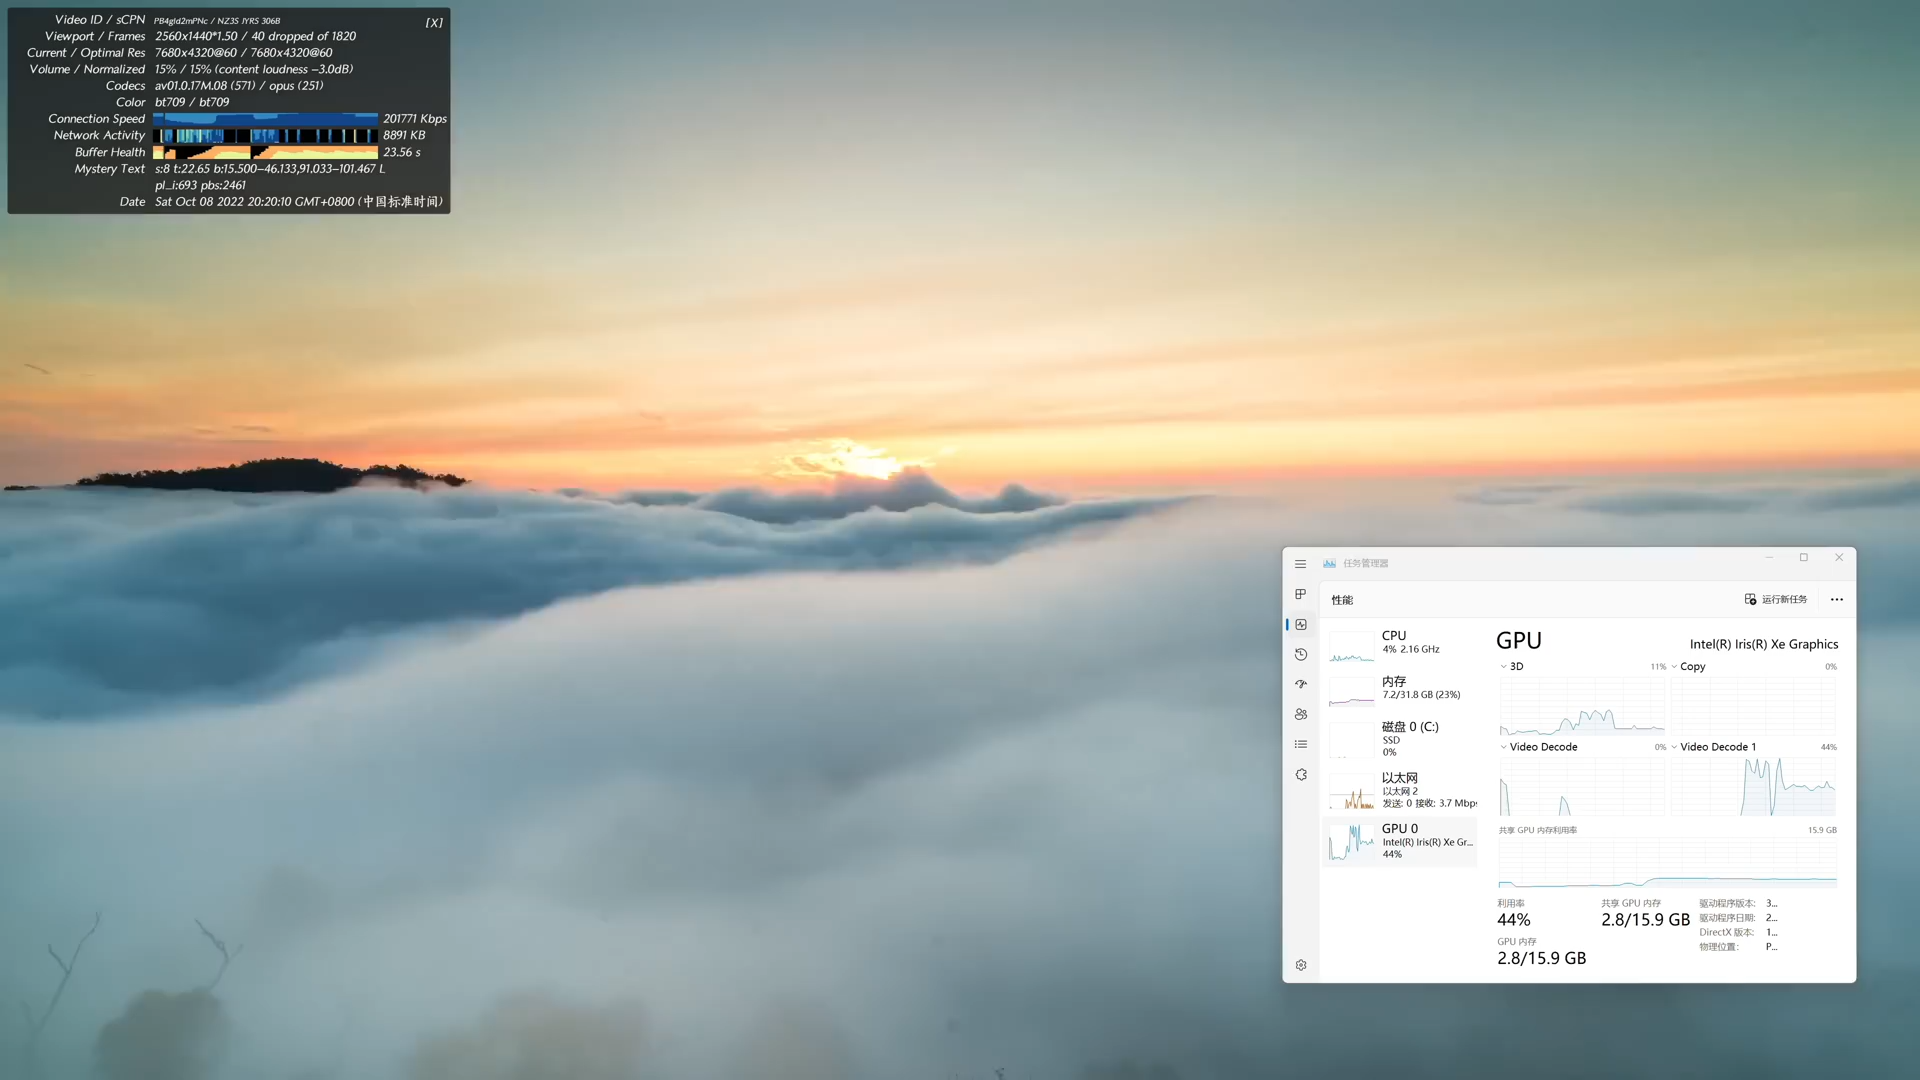 Video ID / sCPN PB4gId2mPNc / NZ3S JYR5 306B [X]
Viewport / Frames 2560x1440*1.50 / 40 dropped of 1820
Current / Optimal Res 7680x4320@60 / 7680x4320@60
Volume / Normalized 15% / 15% (content loudness -3.0dB)
Codecs av01.0.17M.08 (571) / opus (251)
Color bt709 / bt709
Connection Speed 201771 Kbps
Network Activity 8891 KB
Buffer Health 23.56 s
Mystery Text s:8 t:22.65 b:15.500-46.133,91.033-101.467 L
pl_i:693 pbs:2461
Date Sat Oct 08 2022 20:20:10 GMT+0800 (中国标准时间)
任务管理器
性能
运行新任务
CPU
4% 2.16 GHz
内存
7.2/31.8 GB (23%)
磁盘 0 (C:)
SSD
0%
以太网
以太网 2
发送: 0 接收: 3.7 Mbps
GPU 0
Intel(R) Iris(R) Xe Gr...
44%
GPU
Intel(R) Iris(R) Xe Graphics
3D 11%
Copy 0%
Video Decode 0%
Video Decode 1 44%
共享 GPU 内存利用率 15.9 GB
利用率
44%
共享 GPU 内存
2.8/15.9 GB
GPU 内存
2.8/15.9 GB
驱动程序版本: 3...
驱动程序日期: 2...
DirectX 版本: 1...
物理位置: P...